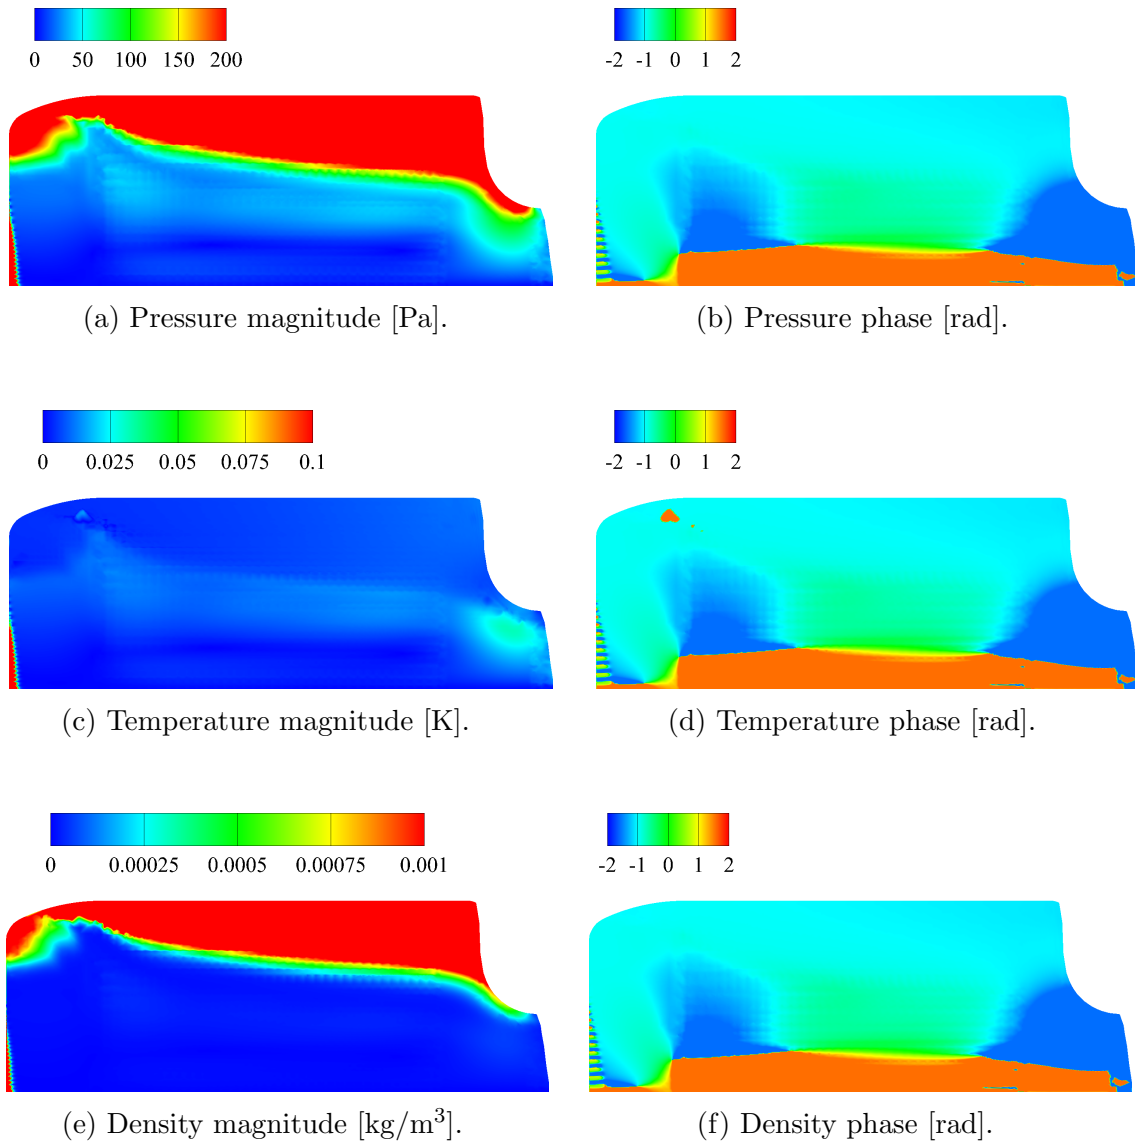 0 50 100 150 200
-2 -1 0 1 2
(a) Pressure magnitude [Pa].
(b) Pressure phase [rad].
0 0.025 0.05 0.075 0.1
-2 -1 0 1 2
(c) Temperature magnitude [K].
(d) Temperature phase [rad].
0 0.00025 0.0005 0.00075 0.001
-2 -1 0 1 2
(e) Density magnitude [kg/m³].
(f) Density phase [rad].